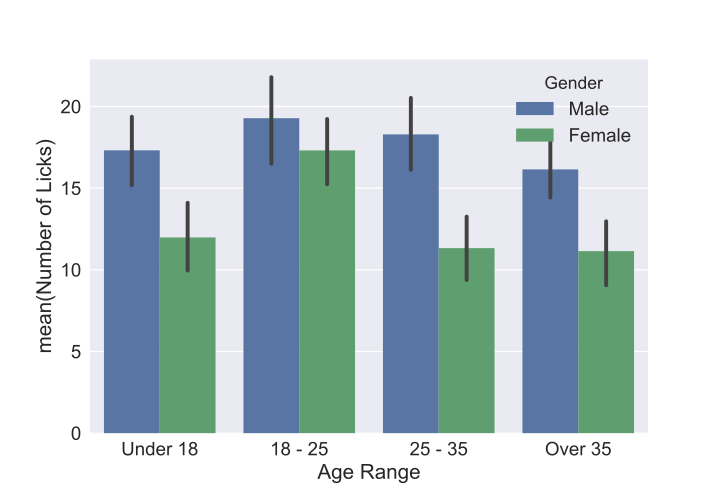 Gender
Male
Female
20
15
10
5
0
mean(Number of Licks)
Under 18
18 - 25
25 - 35
Over 35
Age Range